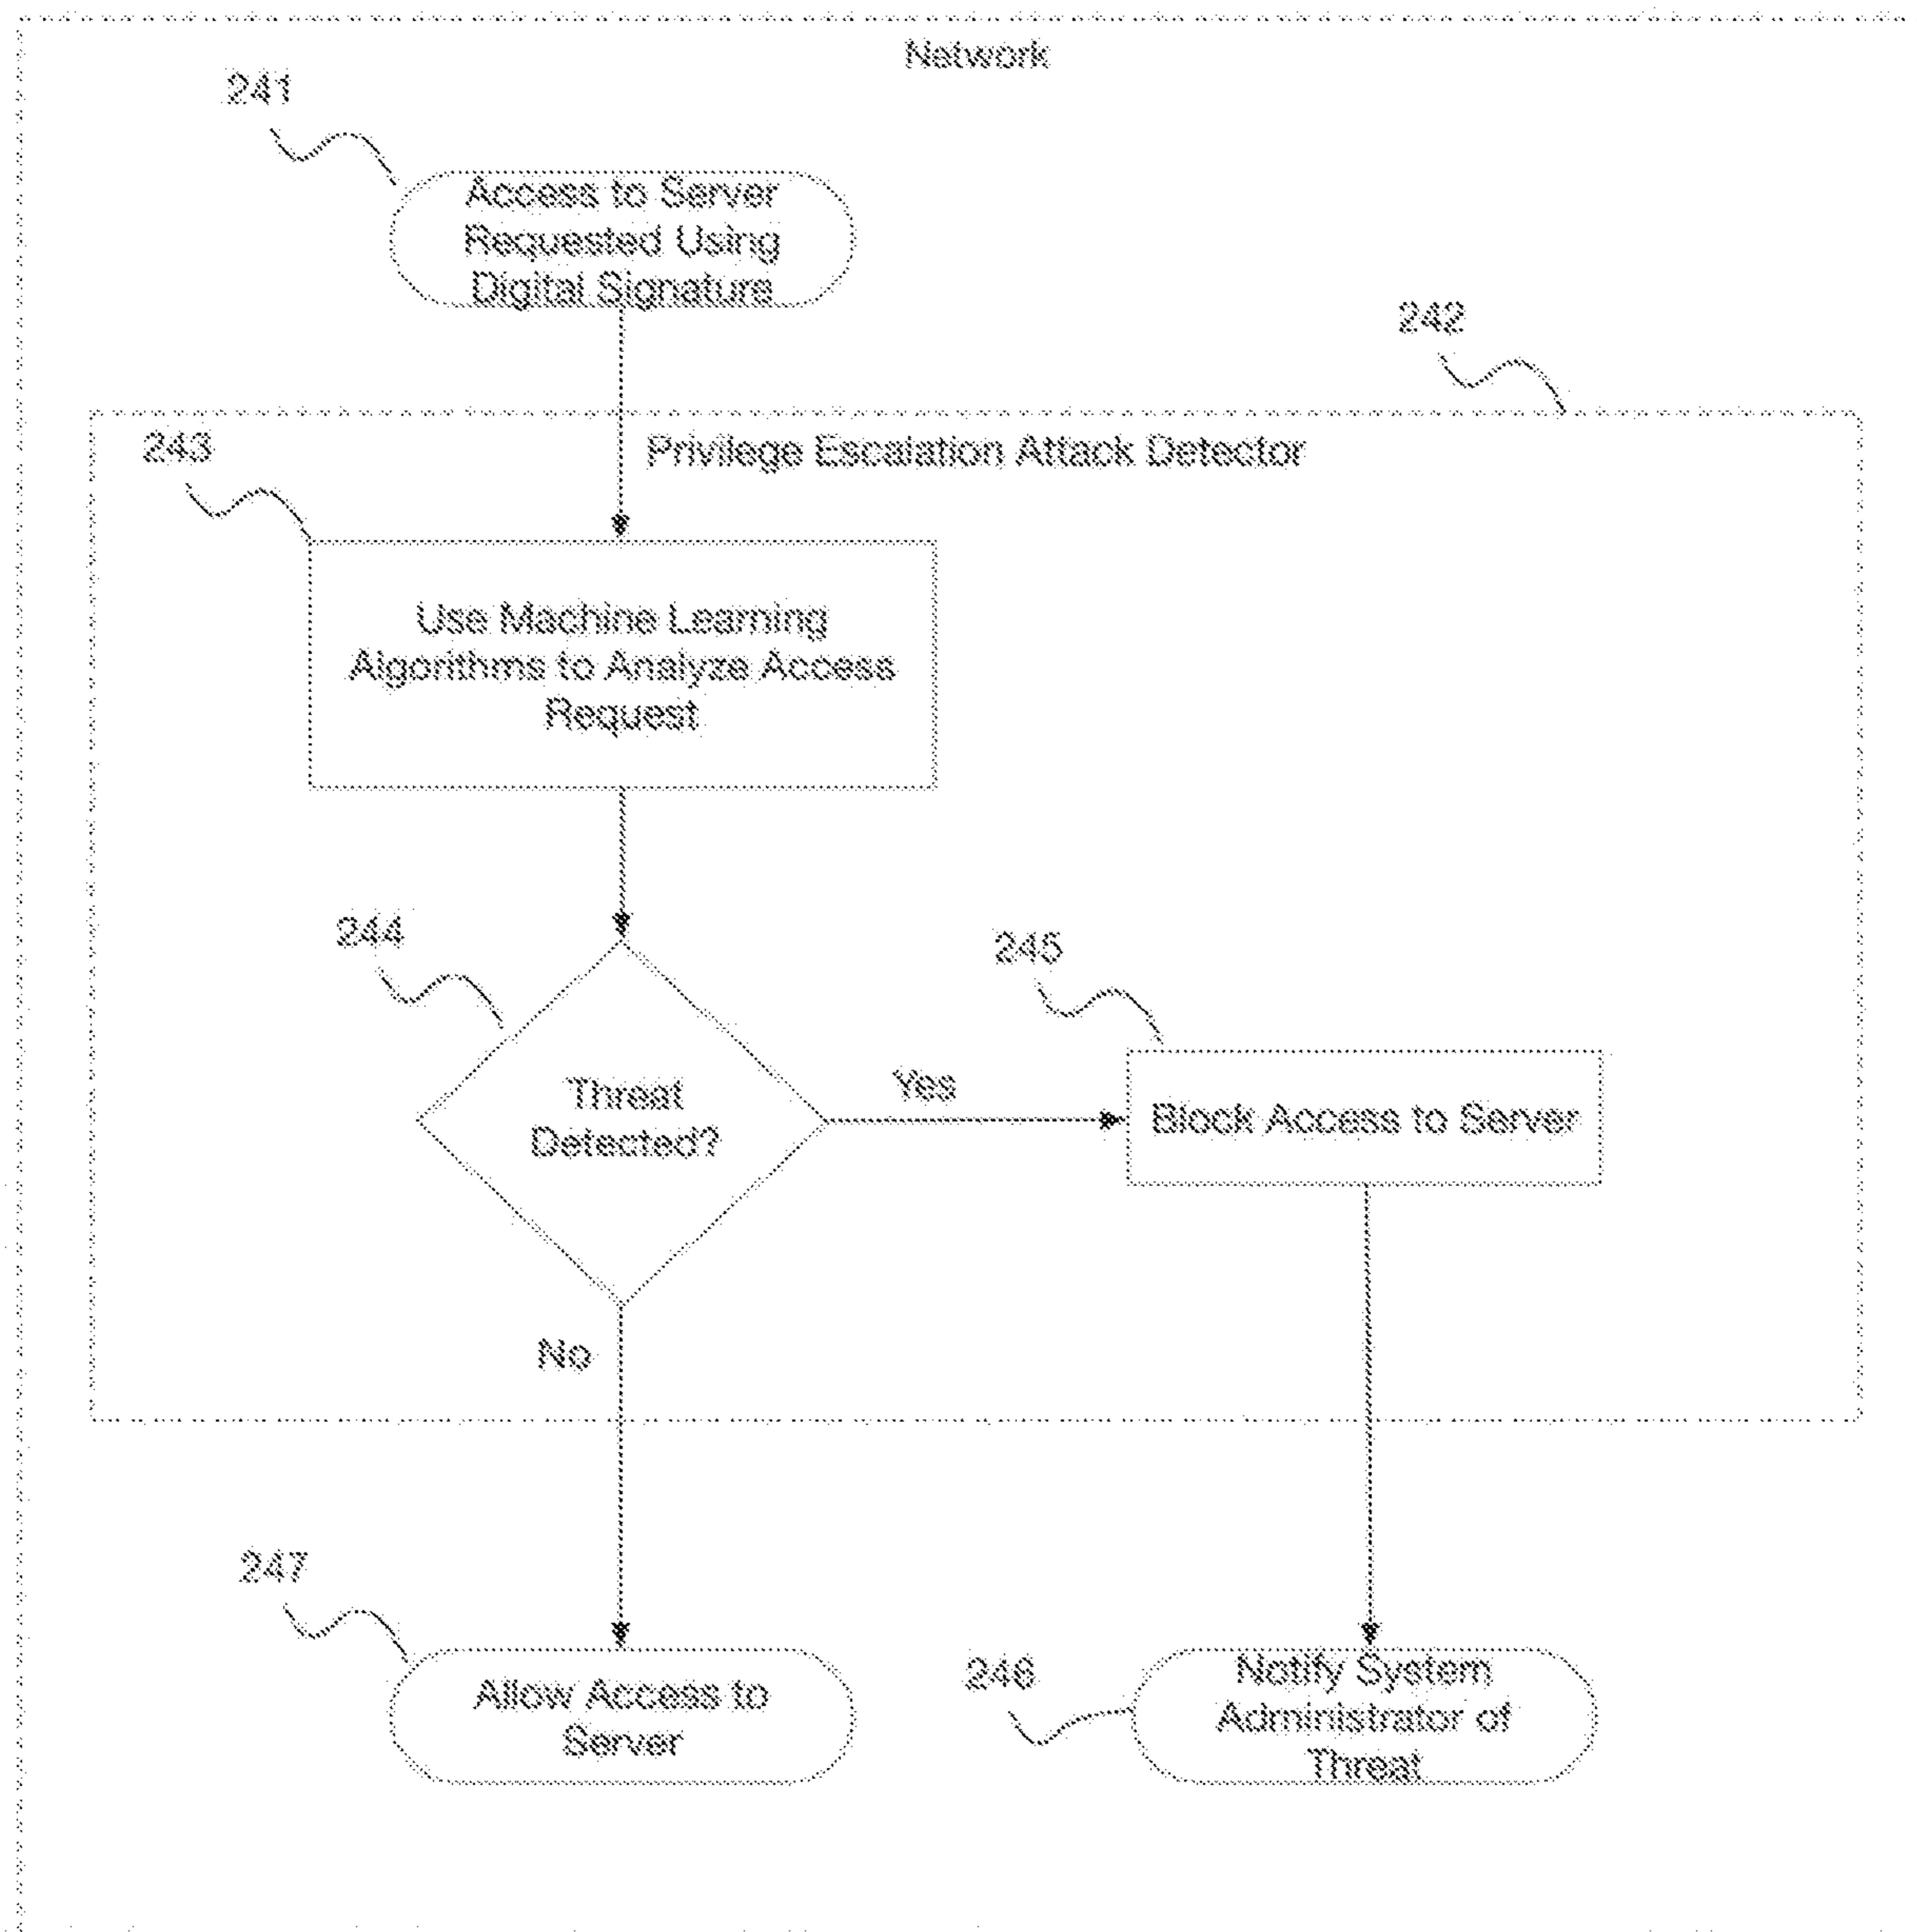 Network
241
Access to Server
Requested Using
Digital Signature
242
243
Privilege Escalation Attack Detector
Use Machine Learning
Algorithms to Analyze Access
Request
244
245
Threat
Detected?
Yes
Block Access to Server
No
247
Allow Access to
Server
246
Notify System
Administrator of
Threat